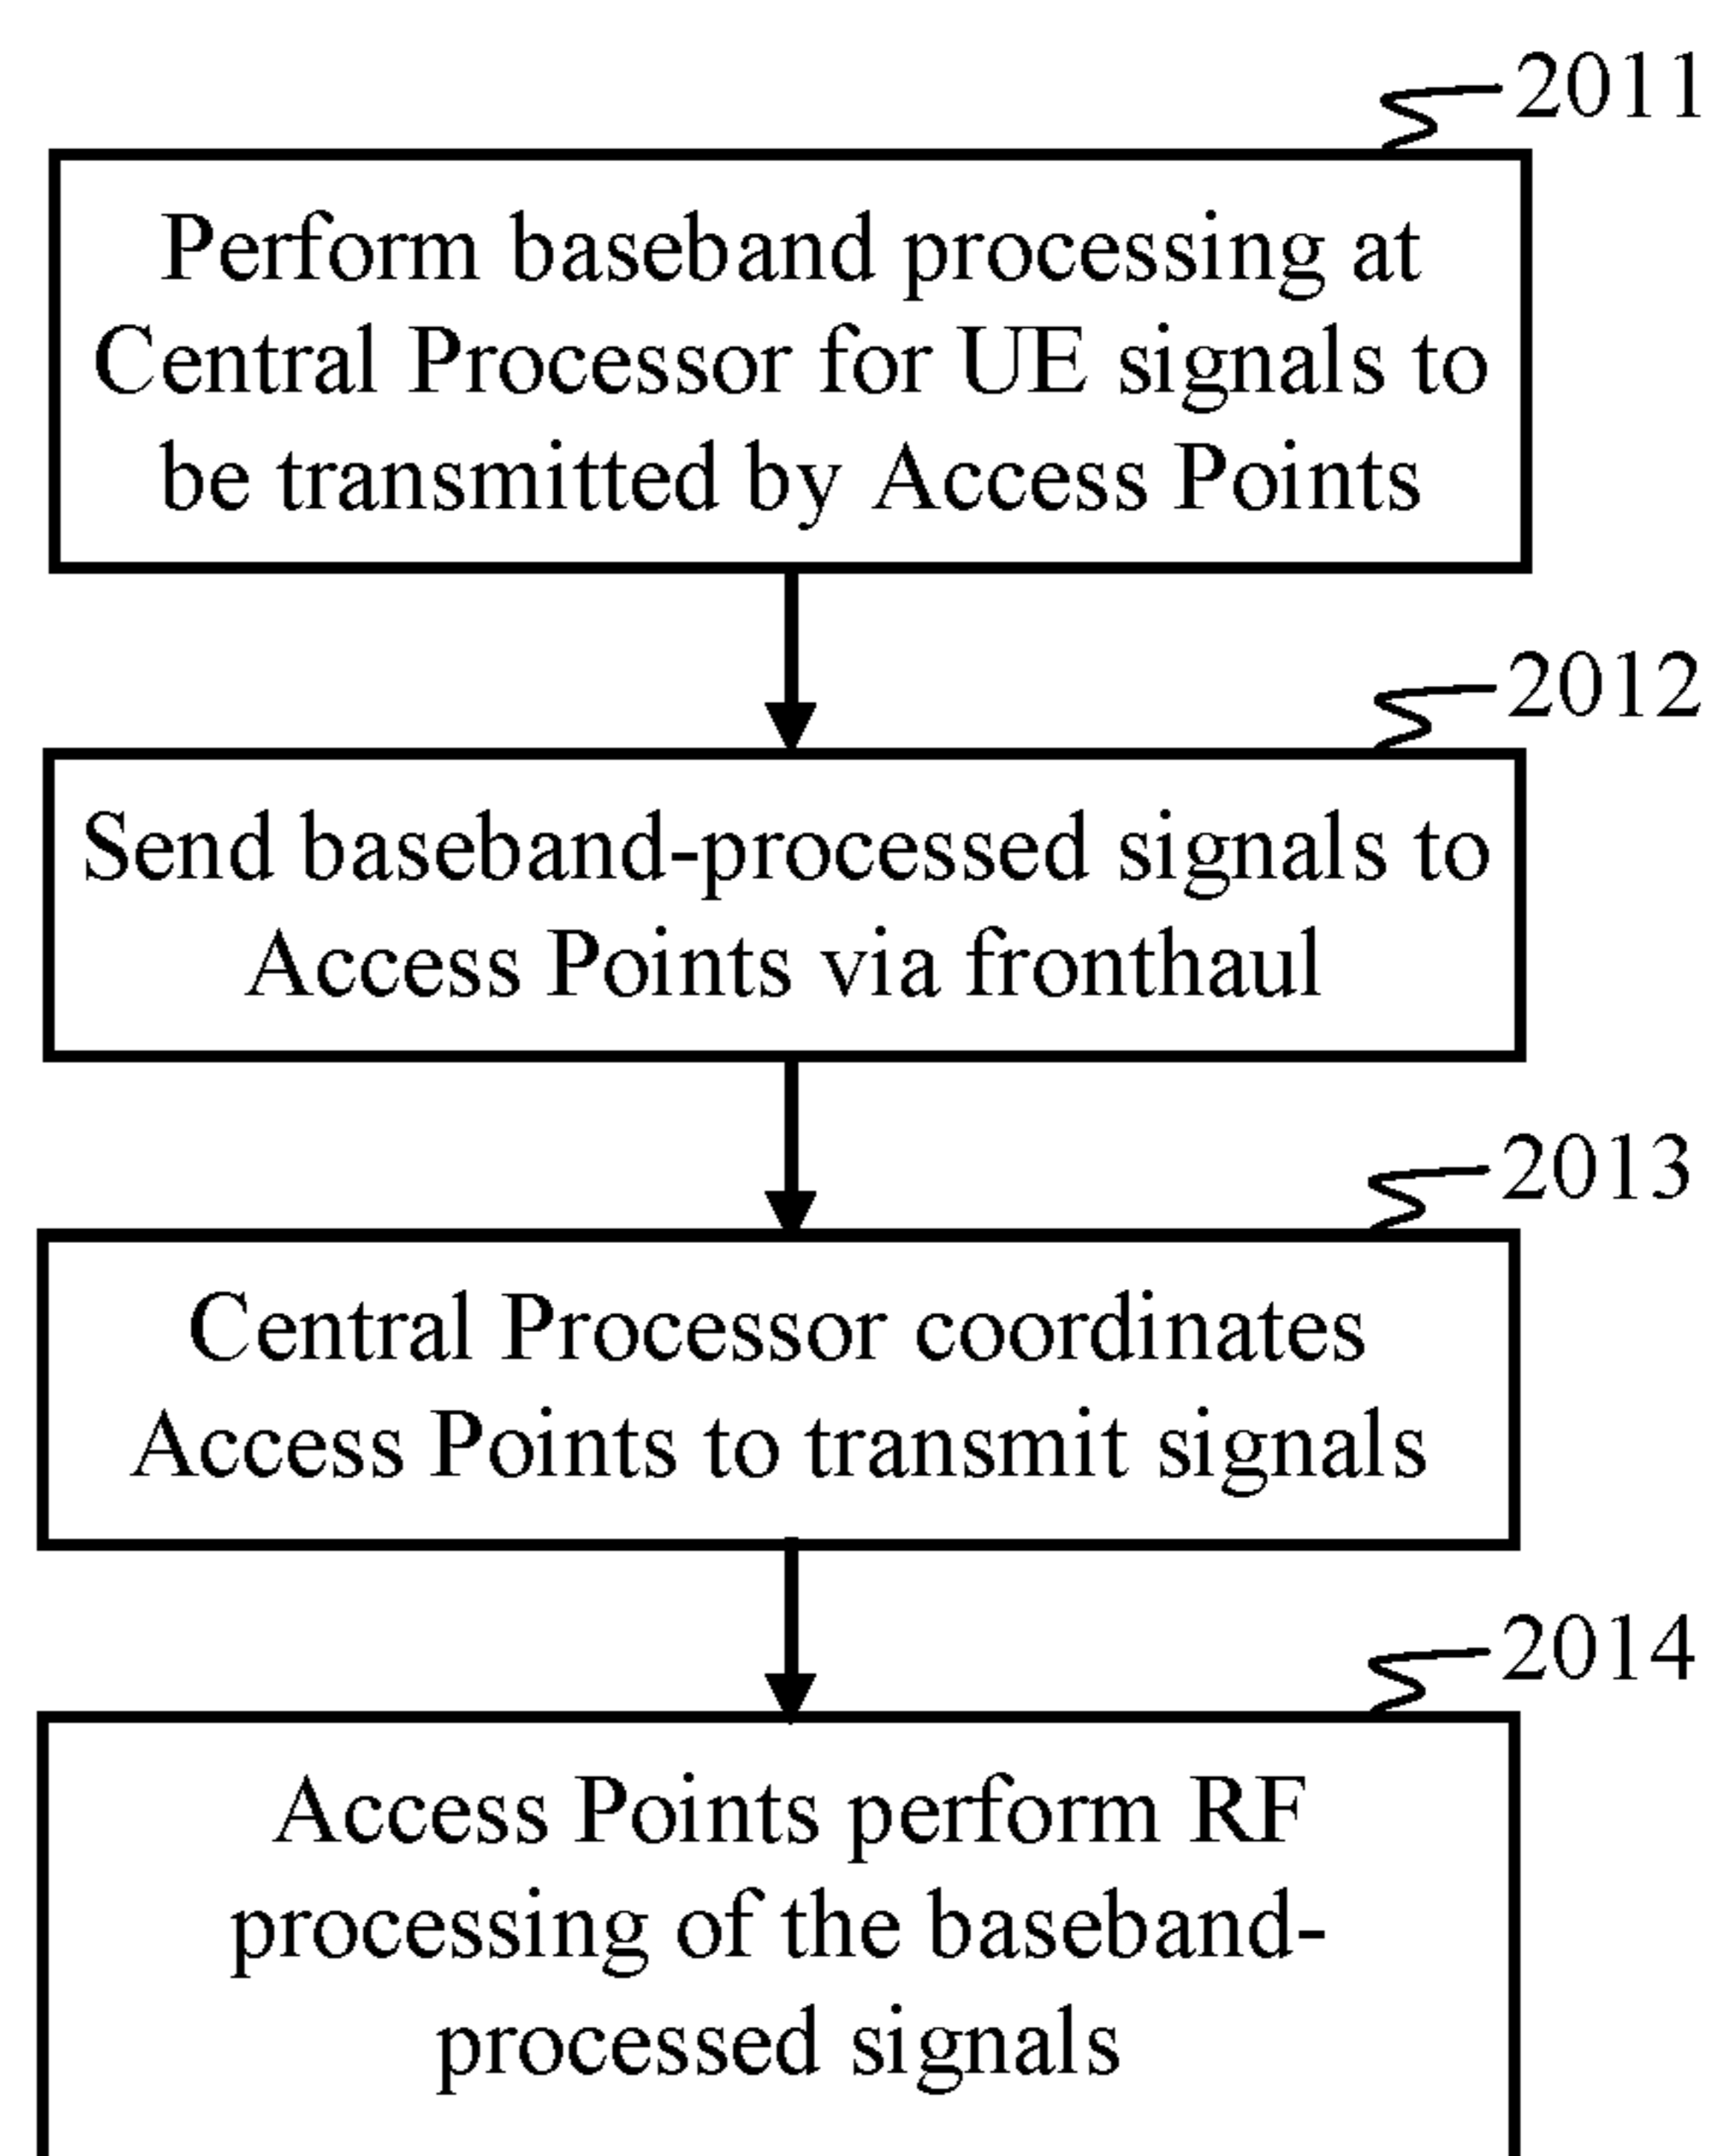 2011
Perform baseband processing at
Central Processor for UE signals to
be transmitted by Access Points
2012
Send baseband-processed signals to
Access Points via fronthaul
2013
Central Processor coordinates
Access Points to transmit signals
2014
Access Points perform RF
processing of the baseband-
processed signals